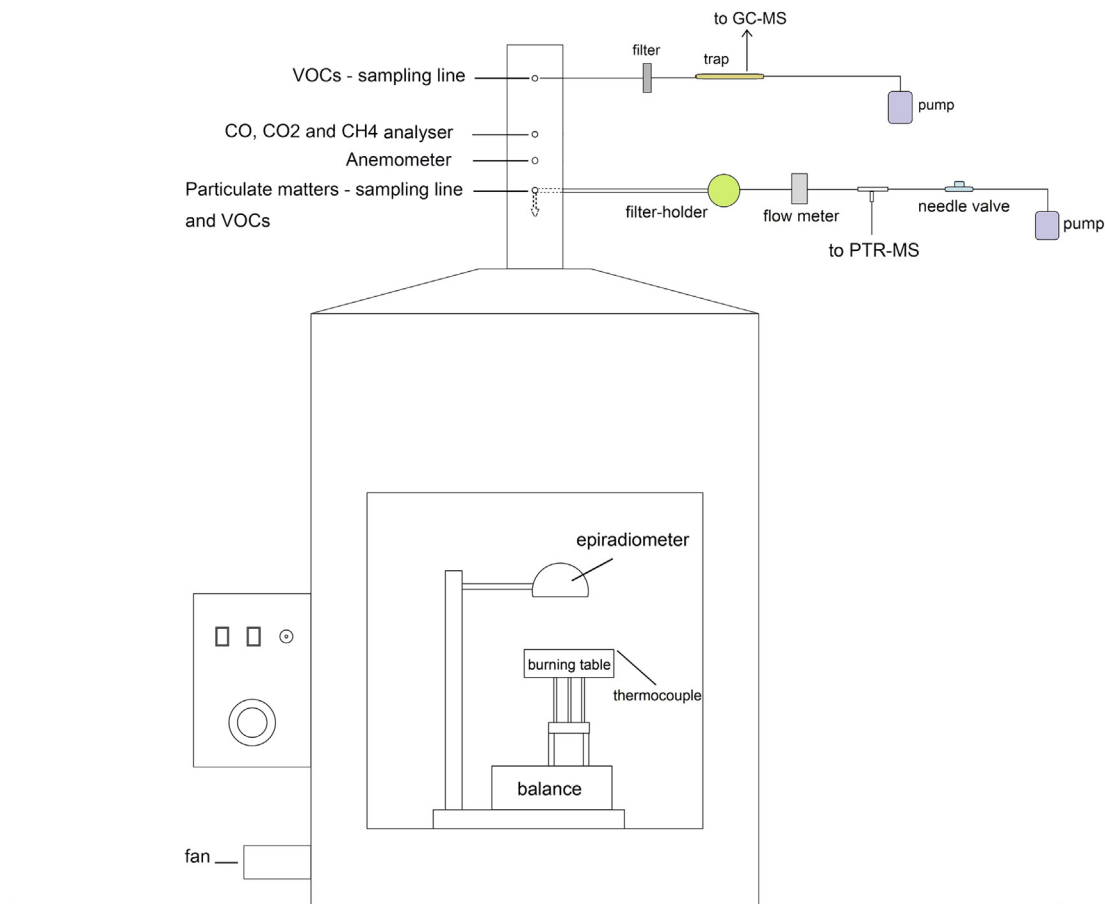 to GC-MS
filter
trap
VOCs - sampling line
pump
CO, CO2 and CH4 analyser
Anemometer
Particulate matters - sampling line
and VOCs
filter-holder
flow meter
needle valve
pump
to PTR-MS
epiradiometer
burning table
thermocouple
balance
fan